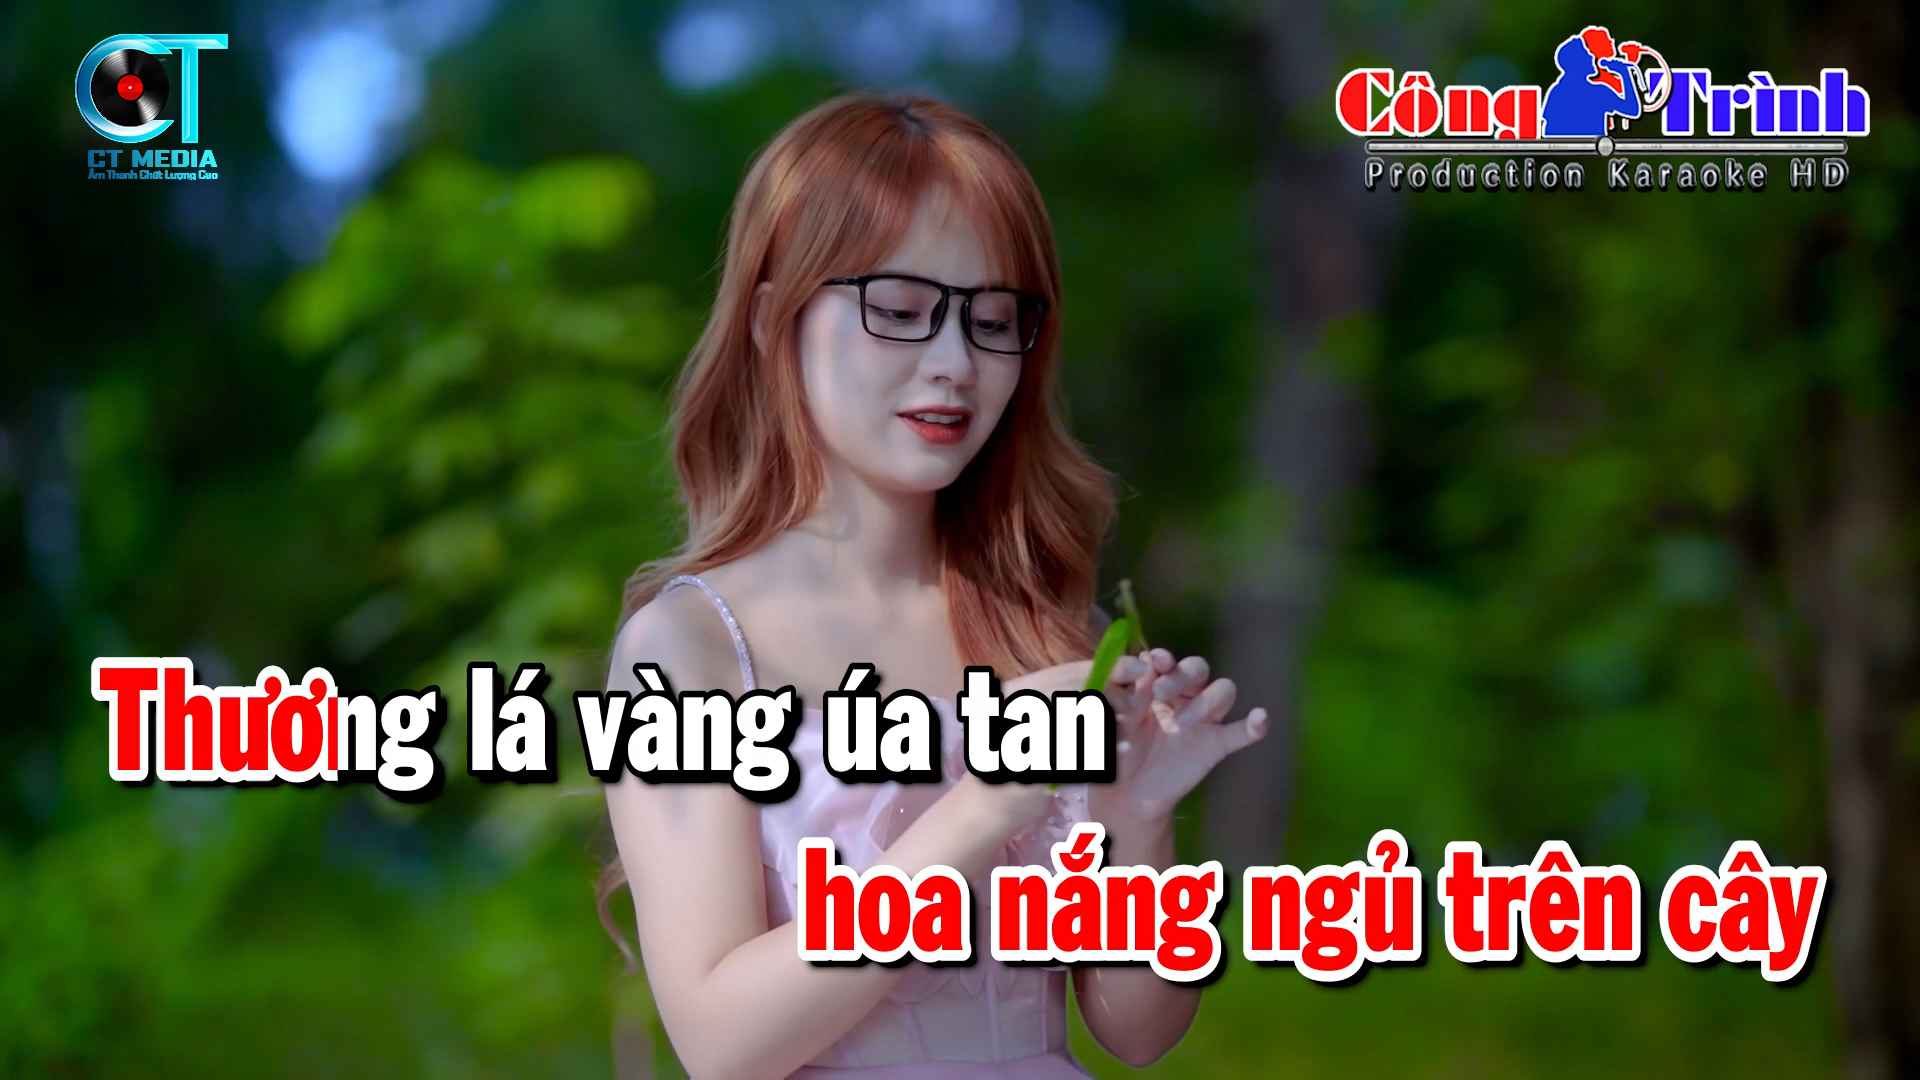 CT
CT MEDIA
Âm Thanh Chất Lượng Cao
Công Trình
Production Karaoke HD
Thương lá vàng úa tan
hoa nắng ngủ trên cây